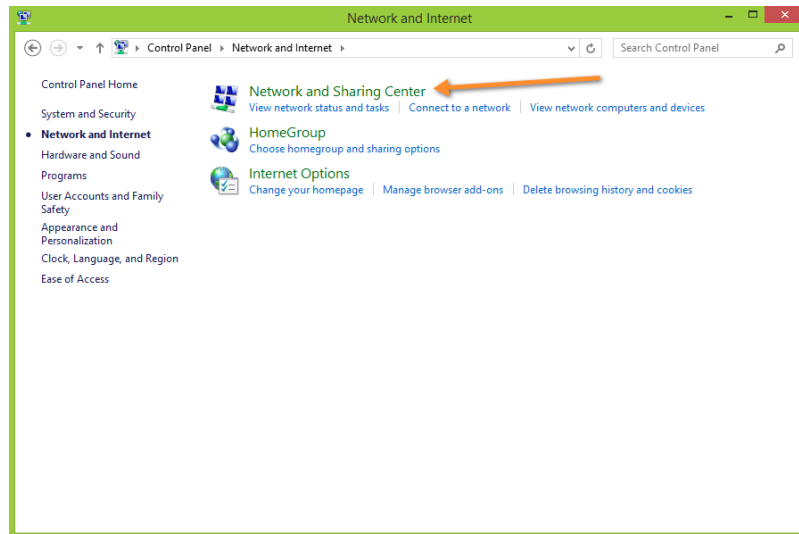 Network and Internet
Control Panel Network and Internet Search Control Panel
Control Panel Home
System and Security
Network and Internet
Hardware and Sound
Programs
User Accounts and Family
Safety
Appearance and
Personalization
Clock, Language, and Region
Ease of Access
Network and Sharing Center
View network status and tasks Connect to a network View network computers and devices
HomeGroup
Choose homegroup and sharing options
Internet Options
Change your homepage Manage browser add-ons Delete browsing history and cookies